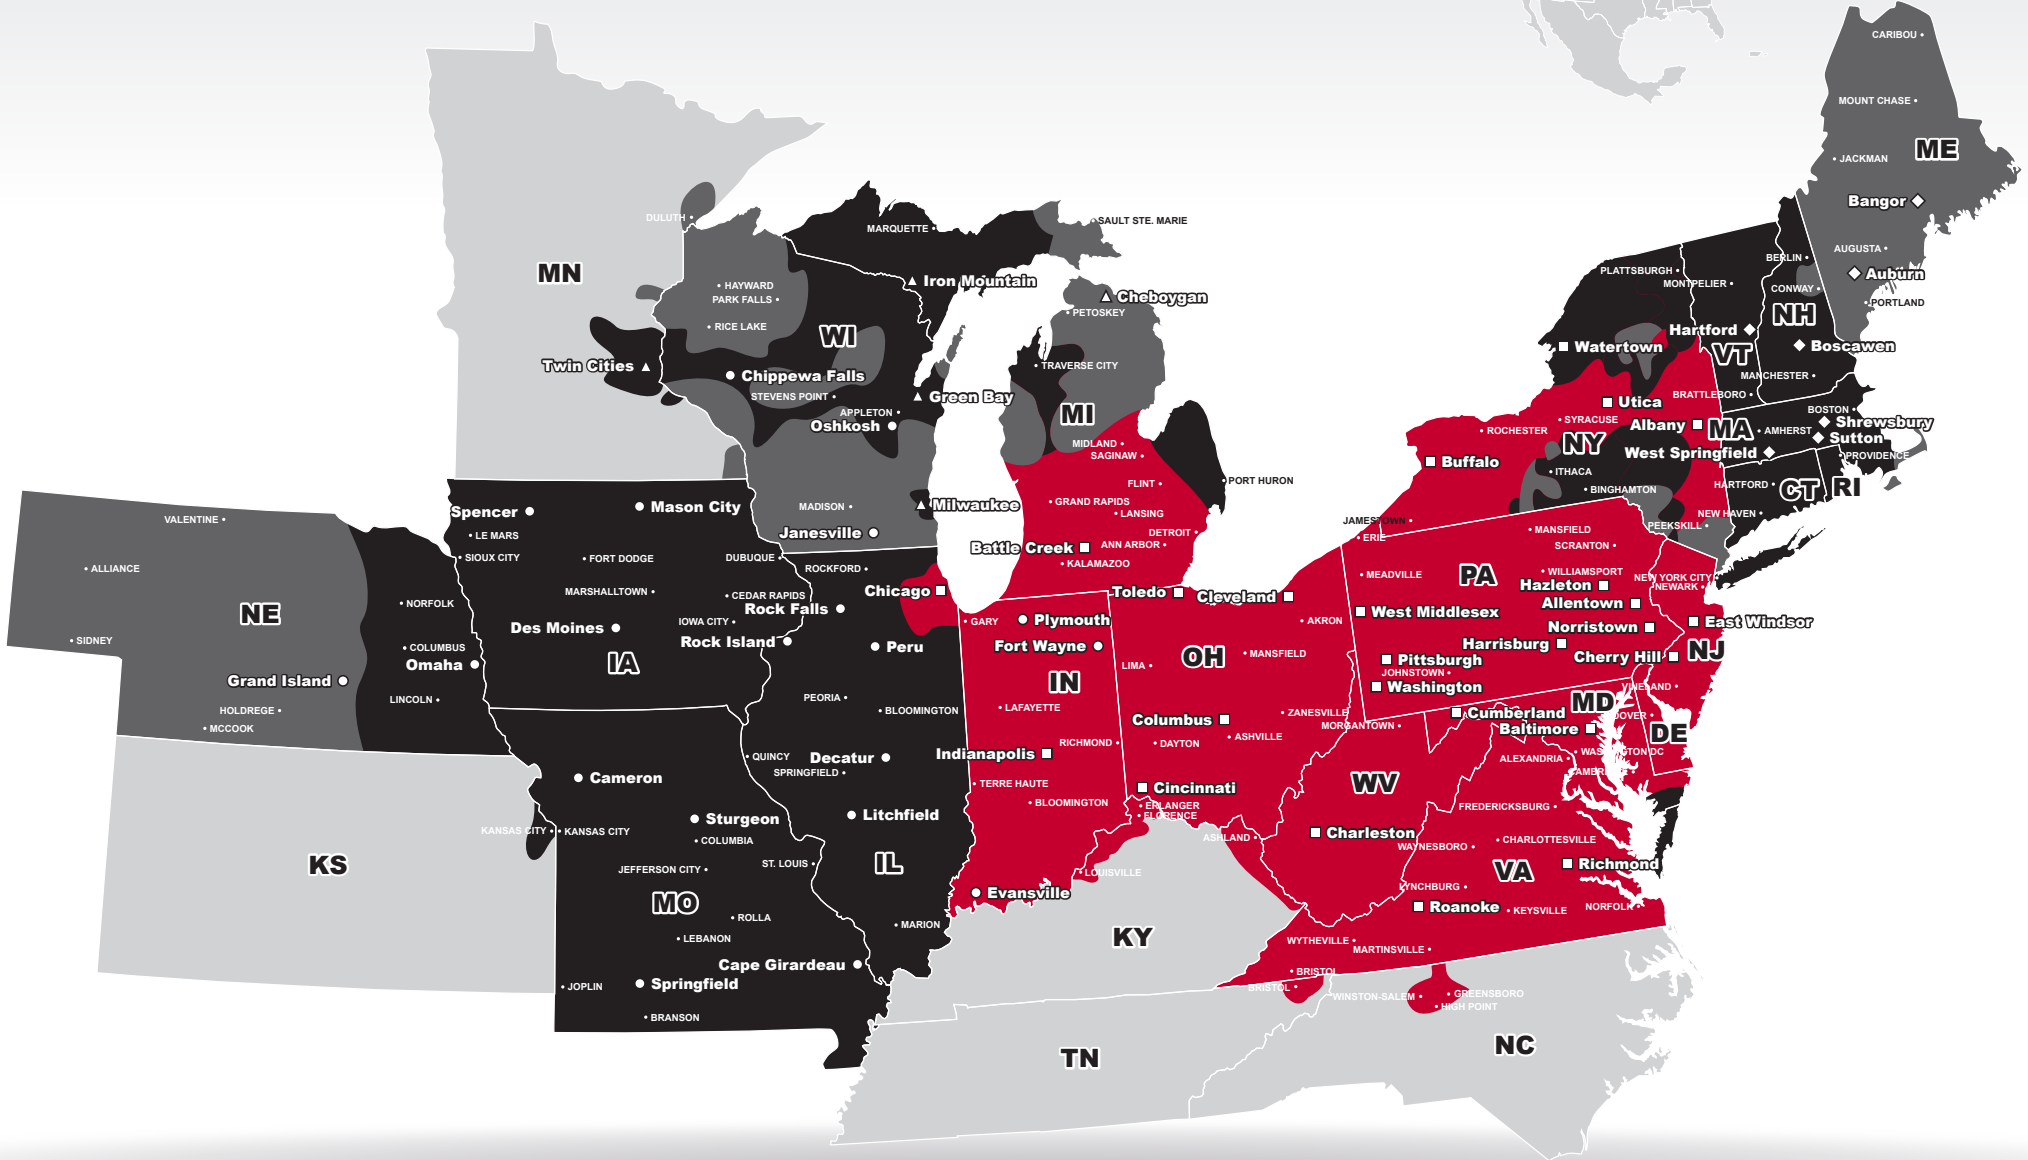 CARIBOU
MOUNT CHASE
ME
JACKMAN
Bangor
AUGUSTA
Auburn
PORTLAND
DULUTH
MN
HAYWARD
PARK FALLS
RICE LAKE
WI
Twin Cities
Chippewa Falls
STEVENS POINT
APPLETON
Oshkosh
MADISON
Janesville
Milwaukee
Green Bay
MARQUETTE
Iron Mountain
SAULT STE. MARIE
Cheboygan
PETOSKEY
TRAVERSE CITY
MI
MIDLAND
SAGINAW
FLINT
PORT HURON
GRAND RAPIDS
LANSING
DETROIT
ANN ARBOR
Battle Creek
KALAMAZOO
PLATTSBURGH
MONTPELIER
BERLIN
CONWAY
NH
Hartford
VT
Boscawen
MANCHESTER
BRATTLEBORO
Watertown
Utica
SYRACUSE
ROCHESTER
Albany
NY
Buffalo
ITHACA
BINGHAMTON
JAMESTOWN
PEEKSKILL
NEW YORK CITY
MA
BOSTON
AMHERST
Shrewsbury
Sutton
West Springfield
PROVIDENCE
HARTFORD
CT
RI
NEW HAVEN
VALENTINE
ALLIANCE
NE
SIDNEY
Grand Island
HOLDREGE
MCCOOK
NORFOLK
COLUMBUS
Omaha
LINCOLN
Spencer
Mason City
LE MARS
SIOUX CITY
FORT DODGE
DUBUQUE
MARSHALLTOWN
CEDAR RAPIDS
IOWA CITY
Des Moines
IA
ROCKFORD
Chicago
Rock Falls
Rock Island
Peru
PEORIA
BLOOMINGTON
QUINCY
Decatur
SPRINGFIELD
Litchfield
IL
MARION
GARY
Plymouth
Fort Wayne
IN
LAFAYETTE
RICHMOND
Indianapolis
TERRE HAUTE
BLOOMINGTON
Evansville
Toledo
Cleveland
AKRON
LIMA
OH
MANSFIELD
Columbus
ZANESVILLE
DAYTON
ASHVILLE
Cincinnati
ERLANGER
FLORENCE
ASHLAND
LOUISVILLE
KY
ERIE
MANSFIELD
SCRANTON
MEADVILLE
PA
WILLIAMSPORT
Hazleton
Allentown
West Middlesex
Norristown
Harrisburg
Pittsburgh
JOHNSTOWN
Washington
NEWARK
East Windsor
Cherry Hill
NJ
VINELAND
MD
Cumberland
Baltimore
DOVER
DE
MORGANTOWN
WV
Charleston
WASHINGTON DC
ALEXANDRIA
FREDERICKSBURG
CHARLOTTESVILLE
WAYNESBORO
VA
Richmond
LYNCHBURG
Roanoke
KEYSVILLE
NORFOLK
WYTHEVILLE
MARTINSVILLE
BRISTOL
BRISTOL
WINSTON-SALEM
GREENSBORO
HIGH POINT
NC
TN
KS
KANSAS CITY
KANSAS CITY
Cameron
Sturgeon
COLUMBIA
ST. LOUIS
JEFFERSON CITY
MO
ROLLA
LEBANON
Cape Girardeau
Springfield
JOPLIN
BRANSON